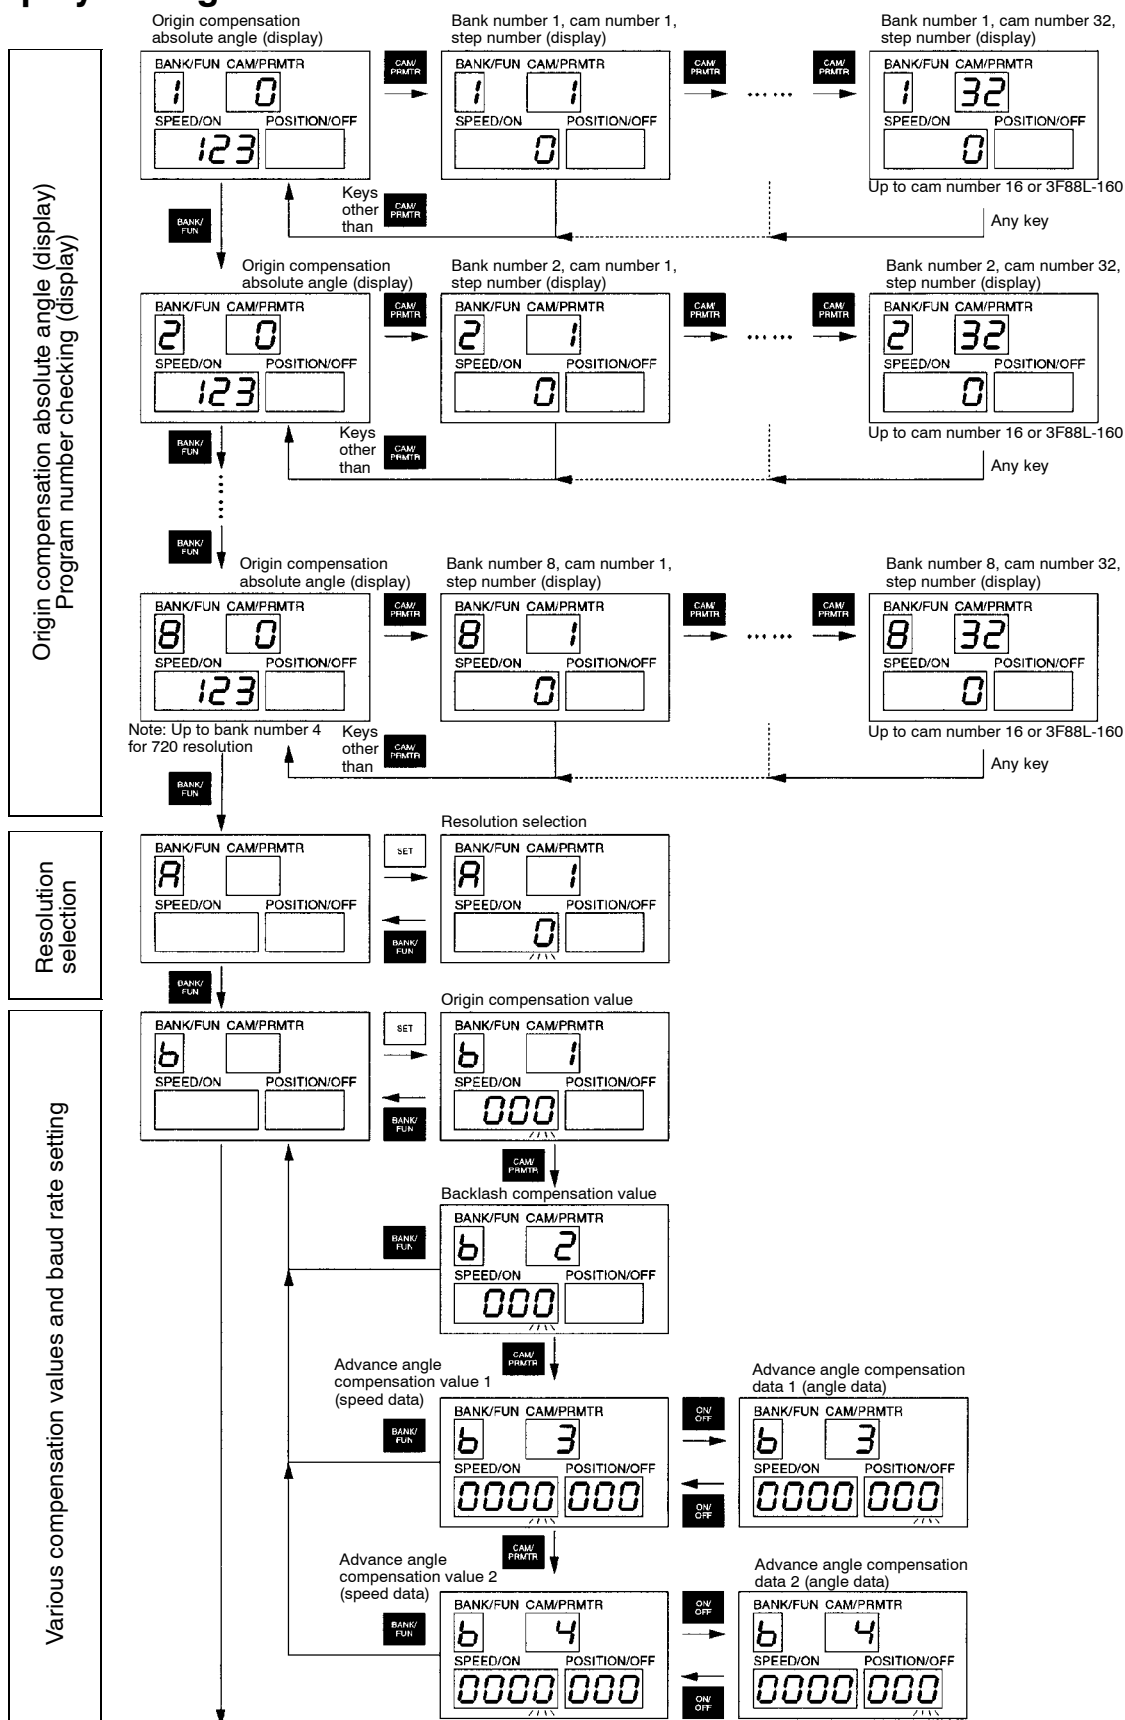 Origin compensation
absolute angle (display)
Bank number 1, cam number 1,
step number (display)
Bank number 1, cam number 32,
step number (display)
BANK/FUN CAM/PRMTR
1 0
SPEED/ON POSITION/OFF
123
CAM/
PRMTR
BANK/FUN CAM/PRMTR
1 1
SPEED/ON POSITION/OFF
0
CAM/
PRMTR
......
CAM/
PRMTR
BANK/FUN CAM/PRMTR
1 32
SPEED/ON POSITION/OFF
0
Up to cam number 16 or 3F88L-160
BANK/
FUN
Keys
other
than
CAM/
PRMTR
Any key
Origin compensation absolute angle (display)
Program number checking (display)
Origin compensation
absolute angle (display)
Bank number 2, cam number 1,
step number (display)
Bank number 2, cam number 32,
step number (display)
BANK/FUN CAM/PRMTR
2 0
SPEED/ON POSITION/OFF
123
CAM/
PRMTR
BANK/FUN CAM/PRMTR
2 1
SPEED/ON POSITION/OFF
0
CAM/
PRMTR
......
CAM/
PRMTR
BANK/FUN CAM/PRMTR
2 32
SPEED/ON POSITION/OFF
0
Up to cam number 16 or 3F88L-160
BANK/
FUN
Keys
other
than
CAM/
PRMTR
Any key
BANK/
FUN
Origin compensation
absolute angle (display)
Bank number 8, cam number 1,
step number (display)
Bank number 8, cam number 32,
step number (display)
BANK/FUN CAM/PRMTR
8 0
SPEED/ON POSITION/OFF
123
CAM/
PRMTR
BANK/FUN CAM/PRMTR
8 1
SPEED/ON POSITION/OFF
0
CAM/
PRMTR
......
CAM/
PRMTR
BANK/FUN CAM/PRMTR
8 32
SPEED/ON POSITION/OFF
0
Up to cam number 16 or 3F88L-160
Note: Up to bank number 4
for 720 resolution
Keys
other
than
CAM/
PRMTR
Any key
BANK/
FUN
Resolution
selection
Resolution selection
BANK/FUN CAM/PRMTR
A
SPEED/ON POSITION/OFF
SET
BANK/
FUN
BANK/FUN CAM/PRMTR
A 1
SPEED/ON POSITION/OFF
0
BANK/
FUN
Various compensation values and baud rate setting
Origin compensation value
BANK/FUN CAM/PRMTR
b
SPEED/ON POSITION/OFF
SET
BANK/
FUN
BANK/FUN CAM/PRMTR
b 1
SPEED/ON POSITION/OFF
000
CAM/
PRMTR
Backlash compensation value
BANK/
FUN
BANK/FUN CAM/PRMTR
b 2
SPEED/ON POSITION/OFF
000
CAM/
PRMTR
Advance angle
compensation value 1
(speed data)
BANK/
FUN
BANK/FUN CAM/PRMTR
b 3
SPEED/ON POSITION/OFF
0000 000
ON/
OFF
ON/
OFF
Advance angle compensation
data 1 (angle data)
BANK/FUN CAM/PRMTR
b 3
SPEED/ON POSITION/OFF
0000 000
CAM/
PRMTR
Advance angle
compensation value 2
(speed data)
BANK/
FUN
BANK/FUN CAM/PRMTR
b 4
SPEED/ON POSITION/OFF
0000 000
ON/
OFF
ON/
OFF
Advance angle compensation
data 2 (angle data)
BANK/FUN CAM/PRMTR
b 4
SPEED/ON POSITION/OFF
0000 000